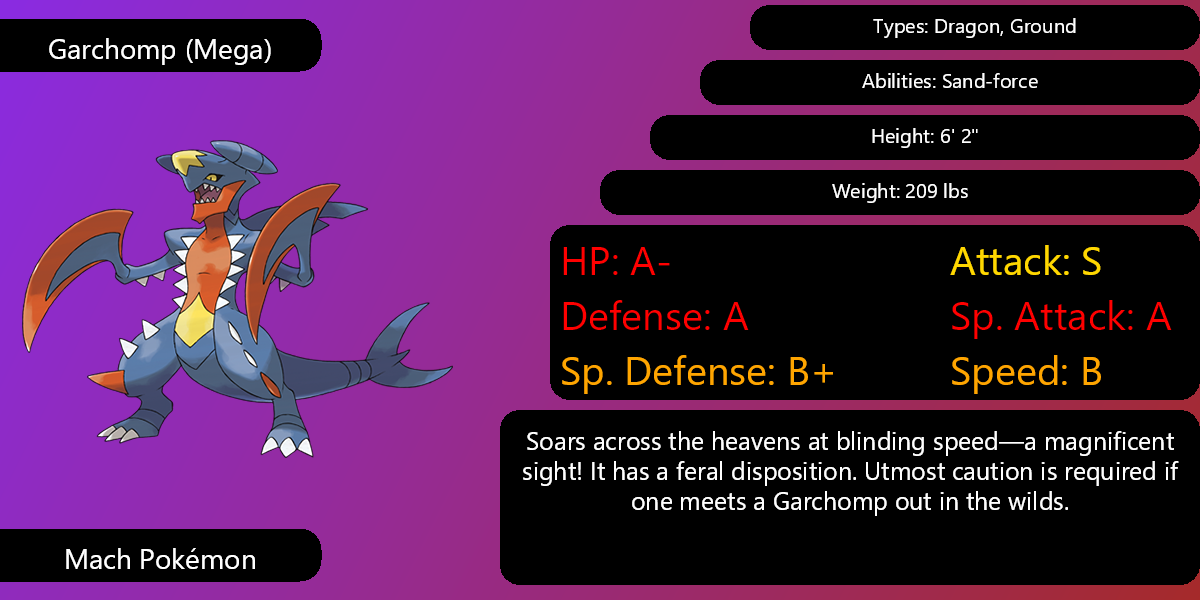 Garchomp (Mega)
Types: Dragon, Ground
Abilities: Sand-force
Height: 6' 2"
Weight: 209 lbs
HP: A-
Attack: S
Defense: A
Sp. Attack: A
Sp. Defense: B+
Speed: B
Soars across the heavens at blinding speed—a magnificent
sight! It has a feral disposition. Utmost caution is required if
one meets a Garchomp out in the wilds.
Mach Pokémon